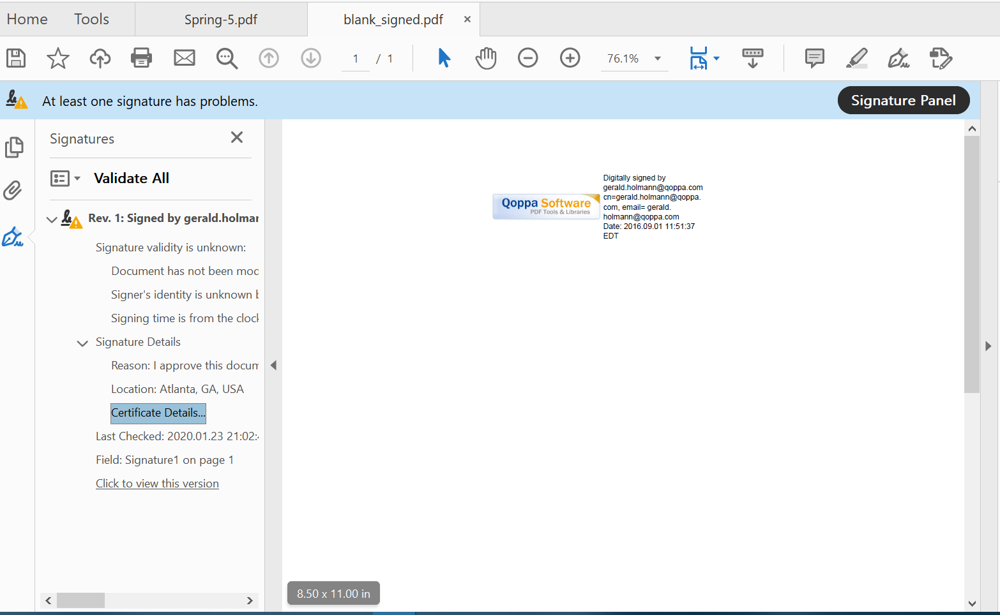 Home Tools Spring-5.pdf blank_signed.pdf
1 / 1 76.1%
At least one signature has problems. Signature Panel
Signatures
Validate All
Rev. 1: Signed by gerald.holmar
Signature validity is unknown:
Document has not been mod
Signer's identity is unknown b
Signing time is from the clock
Signature Details
Reason: I approve this docum
Location: Atlanta, GA, USA
Certificate Details...
Last Checked: 2020.01.23 21:02:4
Field: Signature1 on page 1
Click to view this version
Qoppa Software
PDF Tools & Libraries
Digitally signed by
gerald.holmann@qoppa.com
cn=gerald.holmann@qoppa.
com, email= gerald.
holmann@qoppa.com
Date: 2016.09.01 11:51:37
EDT
8.50 x 11.00 in